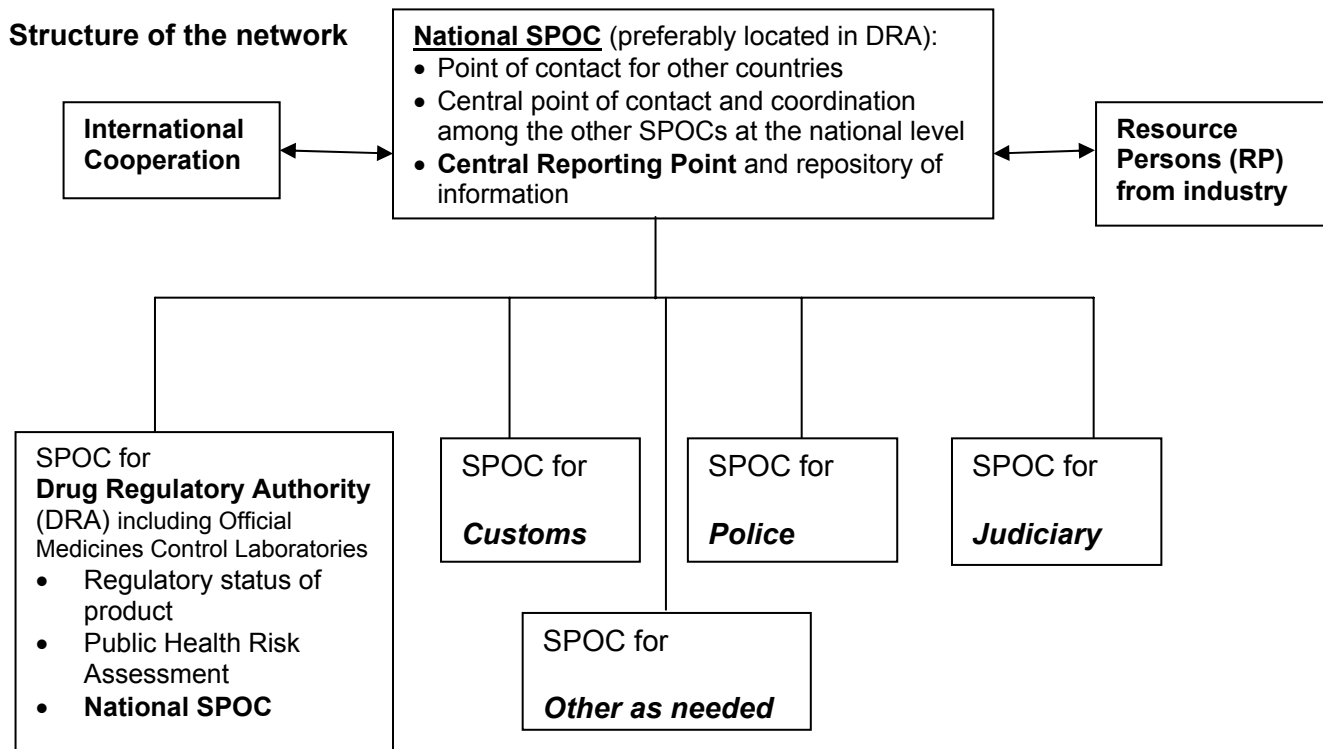 Structure of the network
National SPOC (preferably located in DRA):
• Point of contact for other countries
• Central point of contact and coordination
among the other SPOCs at the national level
• Central Reporting Point and repository of
information
International
Cooperation
Resource
Persons (RP)
from industry
SPOC for
Drug Regulatory Authority
(DRA) including Official
Medicines Control Laboratories
• Regulatory status of
product
• Public Health Risk
Assessment
• National SPOC
SPOC for
Customs
SPOC for
Police
SPOC for
Judiciary
SPOC for
Other as needed